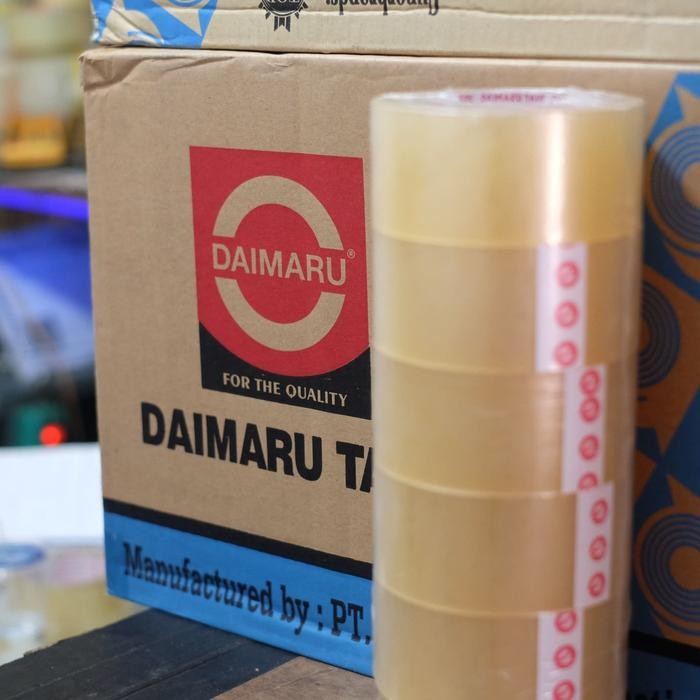 DAIMARU®
FOR THE QUALITY
DAIMARU TA
Manufactured by : PT.